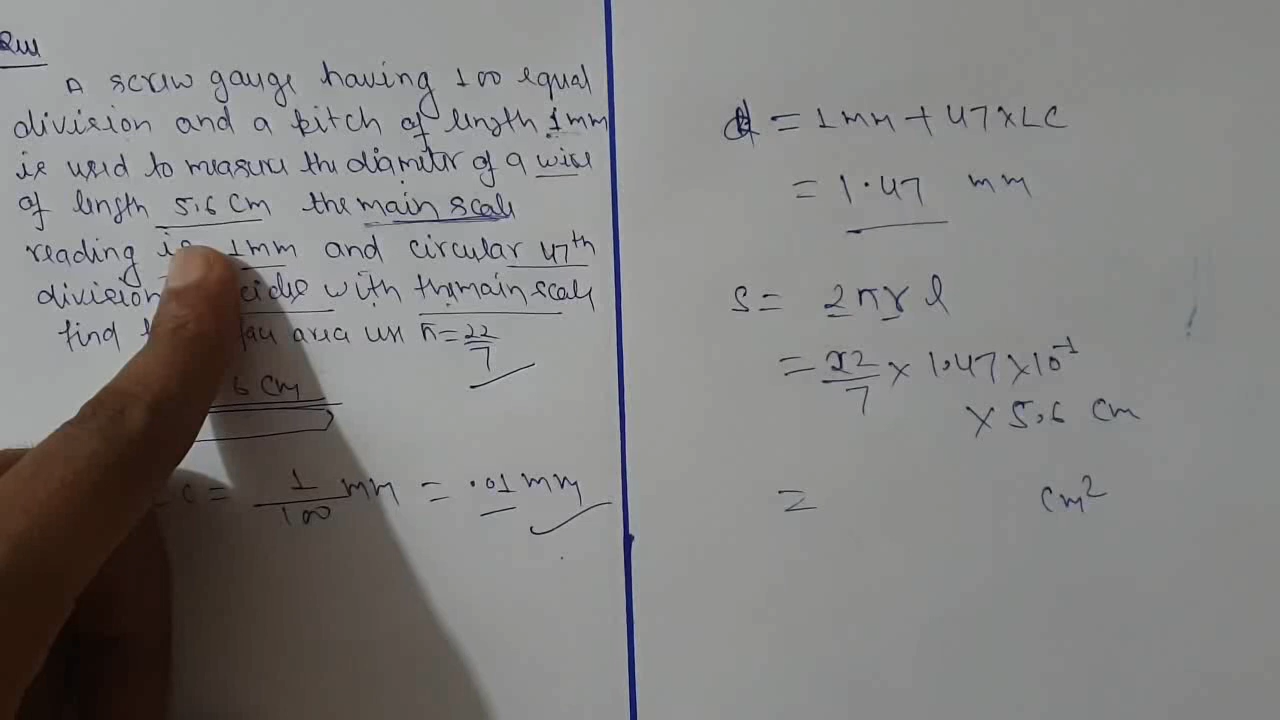 Qu
A screw gauge having 100 equal
division and a pitch of length 1mm
is used to measure the diameter of a wire
of length 5.6 cm the main scale
reading is 1mm and circular 47th
division with the main scale
find area use π = 22/7
6 cm
C = 1/100 mm = .01 mm
d = 1mm + 47 x LC
= 1.47 mm
S = 2πr l
= 22/7 x 1.47 x 10⁻¹
x 5.6 cm
= cm²